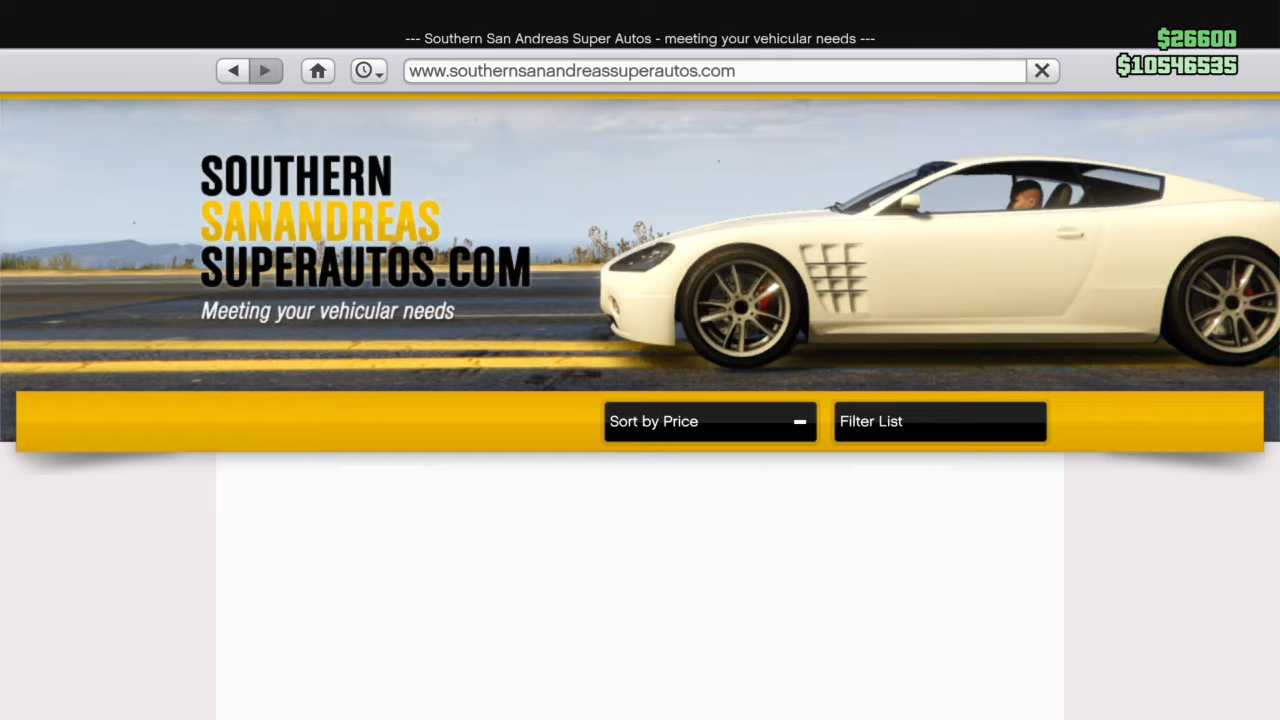 --- Southern San Andreas Super Autos - meeting your vehicular needs ---
$26600
$10546535
www.southernsanandreassuperautos.com
SOUTHERN
SANANDREAS
SUPERAUTOS.COM
Meeting your vehicular needs
Sort by Price
Filter List